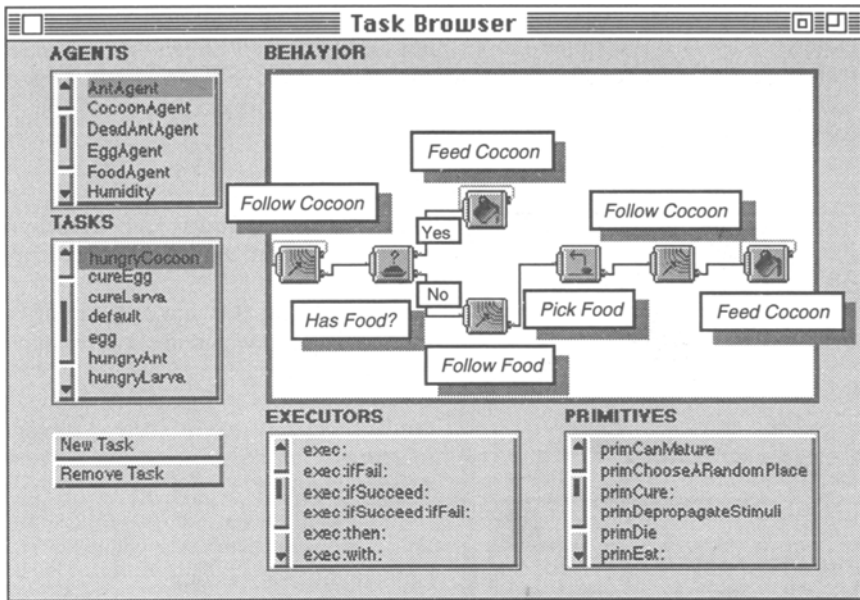 Task Browser
AGENTS
AntAgent
CocoonAgent
DeadAntAgent
EggAgent
FoodAgent
Humidity
TASKS
hungryCocoon
cureEgg
cureLarva
default
egg
hungryAnt
hungryLarva
New Task
Remove Task
BEHAVIOR
Follow Cocoon
Has Food?
?
Yes
Feed Cocoon
No
Follow Food
Pick Food
Follow Cocoon
Feed Cocoon
EXECUTORS
exec:
exec:ifFail:
exec:ifSucceed:
exec:ifSucceed:ifFail:
exec:then:
exec:with:
PRIMITIVES
primCanMature
primChooseARandomPlace
primCure:
primDepropagateStimuli
primDie
primEat: